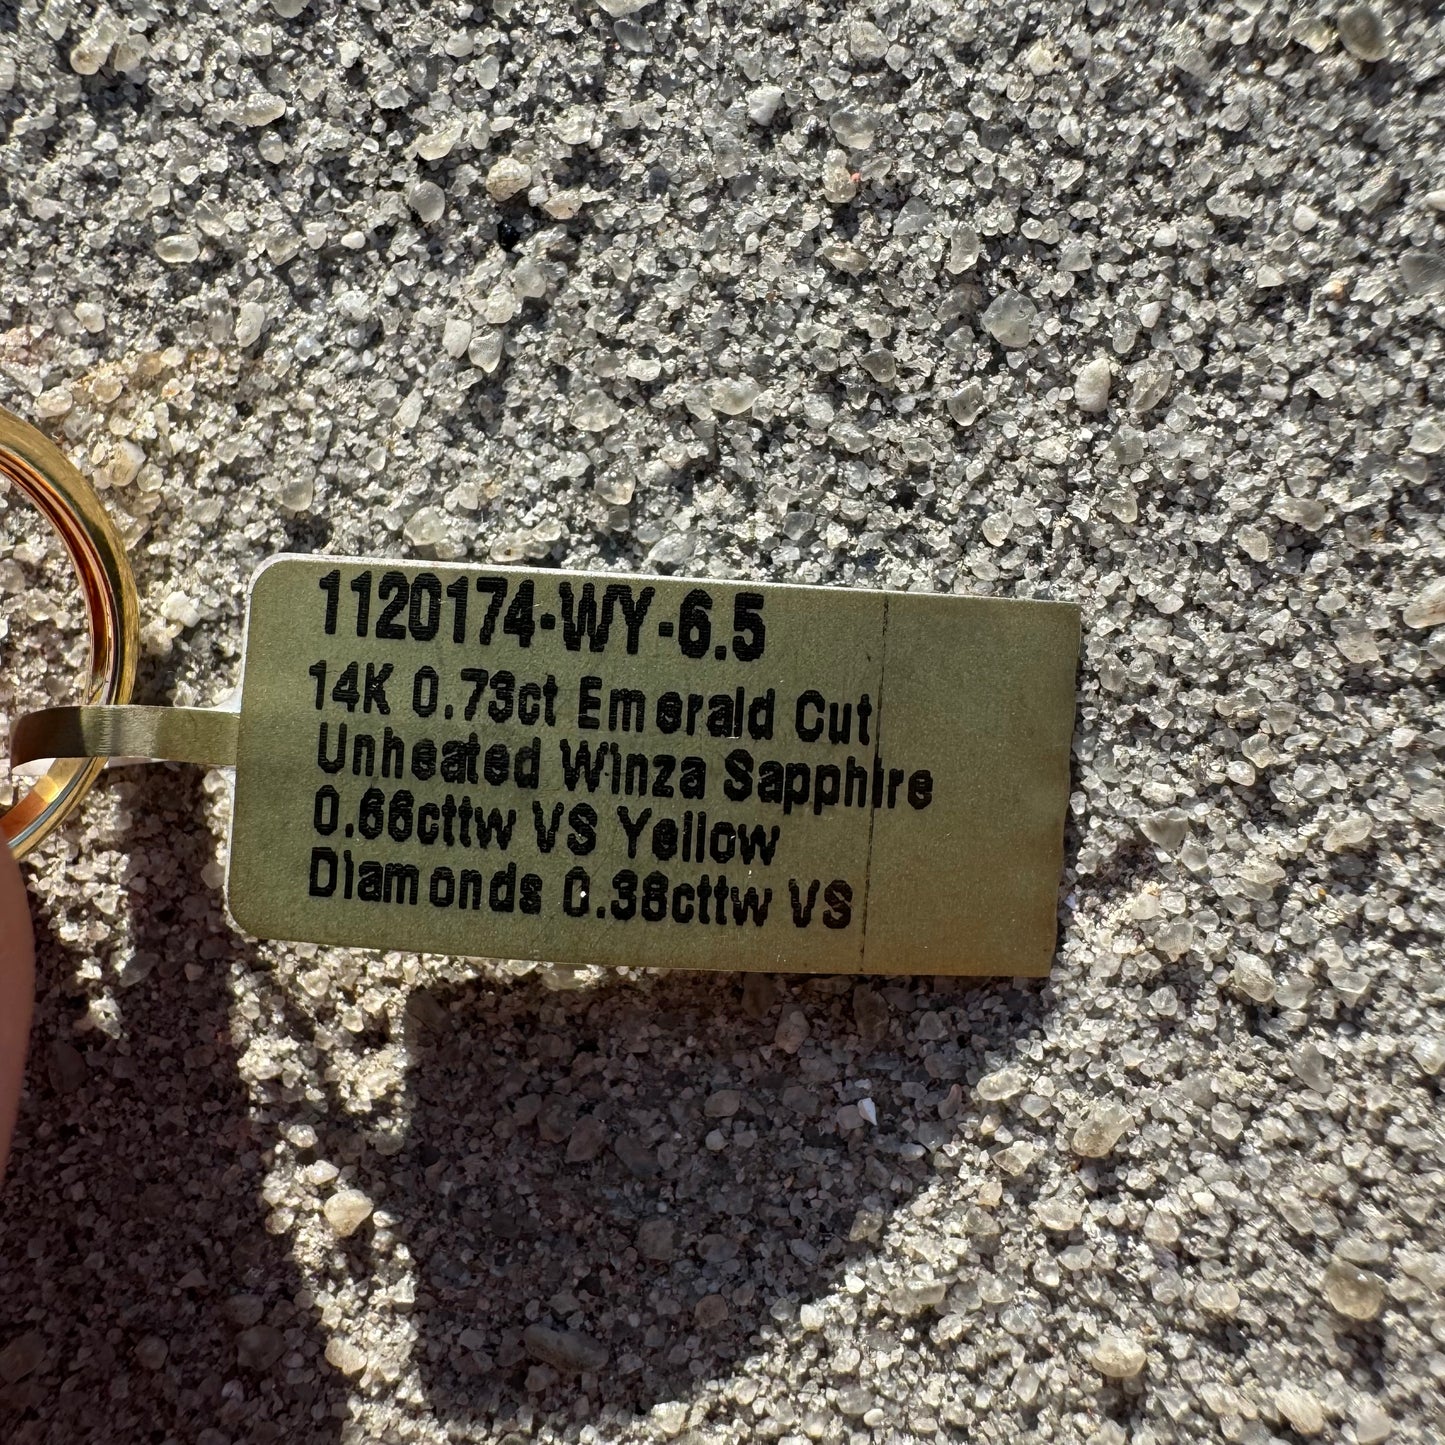 1120174-WY-6.5
14K 0.73ct Emerald Cut
Unheated Winza Sapphire
0.66cttw VS Yellow
Diamonds 0.38cttw VS